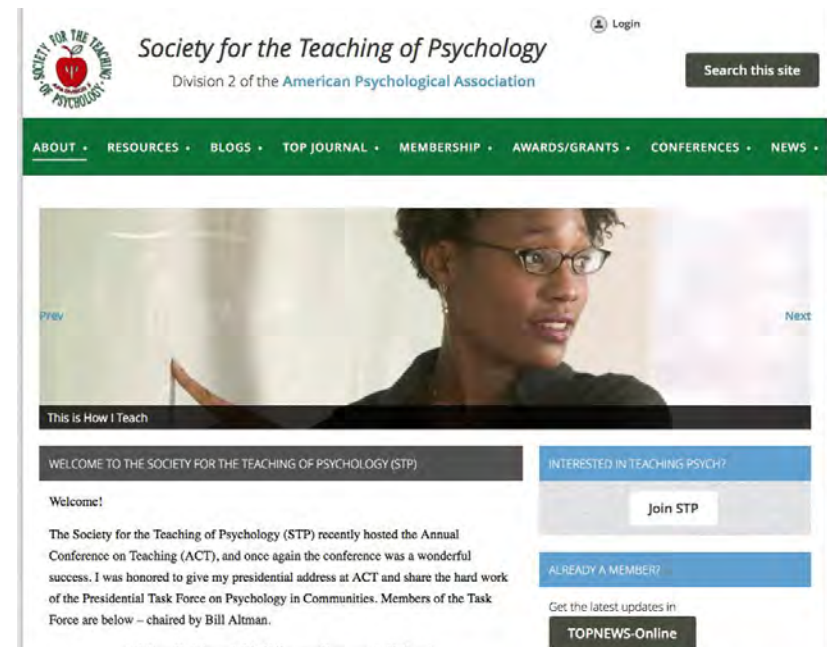 SOCIETY FOR THE TEACHING OF PSYCHOLOGY
APA DIVISION 2
Society for the Teaching of Psychology
Division 2 of the American Psychological Association
Login
Search this site
ABOUT • RESOURCES • BLOGS • TOP JOURNAL • MEMBERSHIP • AWARDS/GRANTS • CONFERENCES • NEWS •
Prev
Next
This is How I Teach
WELCOME TO THE SOCIETY FOR THE TEACHING OF PSYCHOLOGY (STP)
Welcome!
The Society for the Teaching of Psychology (STP) recently hosted the Annual
Conference on Teaching (ACT), and once again the conference was a wonderful
success. I was honored to give my presidential address at ACT and share the hard work
of the Presidential Task Force on Psychology in Communities. Members of the Task
Force are below – chaired by Bill Altman.
INTERESTED IN TEACHING PSYCH?
Join STP
ALREADY A MEMBER?
Get the latest updates in
TOPNEWS-Online